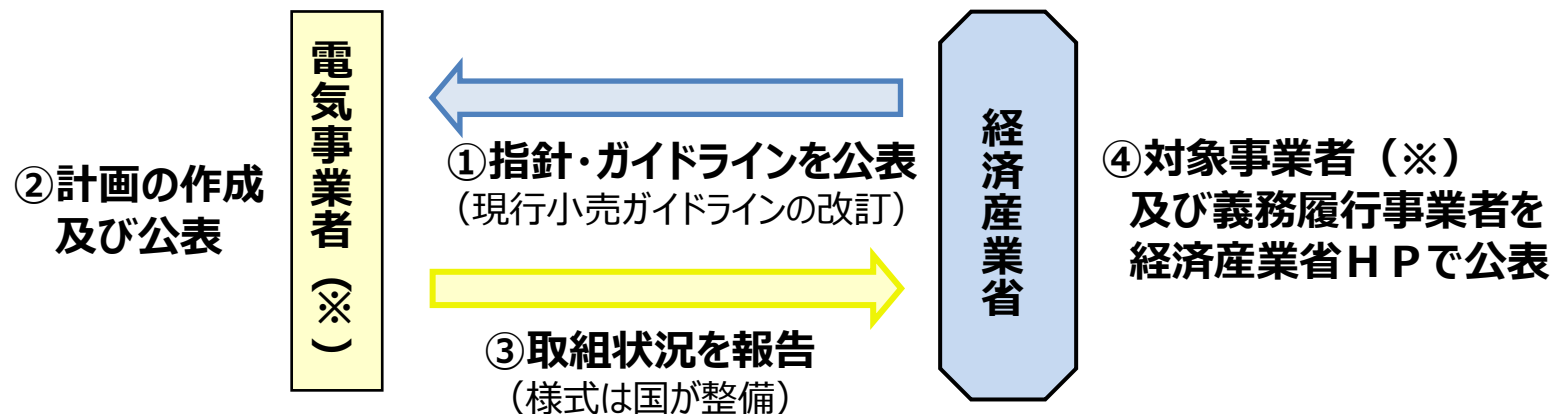 ②計画の作成
及び公表
電気事業者（※）
①指針・ガイドラインを公表
（現行小売ガイドラインの改訂）
③取組状況を報告
（様式は国が整備）
経済産業省
④対象事業者（※）
及び義務履行事業者を
経済産業省ＨＰで公表